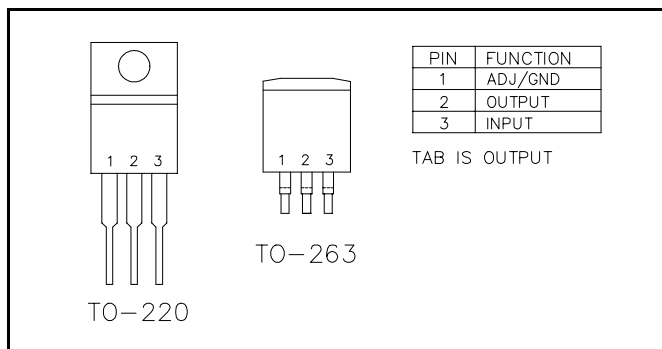 1 2 3
TO-220
1 2 3
TO-263
PIN FUNCTION
1 ADJ/GND
2 OUTPUT
3 INPUT
TAB IS OUTPUT